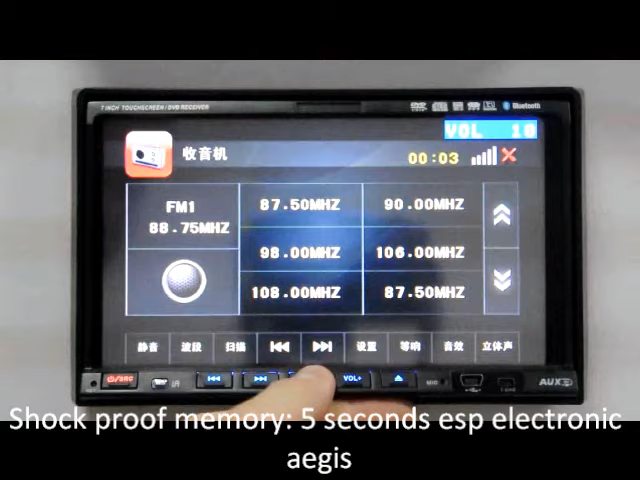 7 INCH TOUCHSCREEN/DVD RECEIVER
Bluetooth
VOL 10
收音机
00:03
FM1
88.75MHZ
87.50MHZ
90.00MHZ
98.00MHZ
106.00MHZ
108.00MHZ
87.50MHZ
静音 波段 扫描 设置 等响 音效 立体声
VOL+
AUX
Shock proof memory: 5 seconds esp electronic
aegis